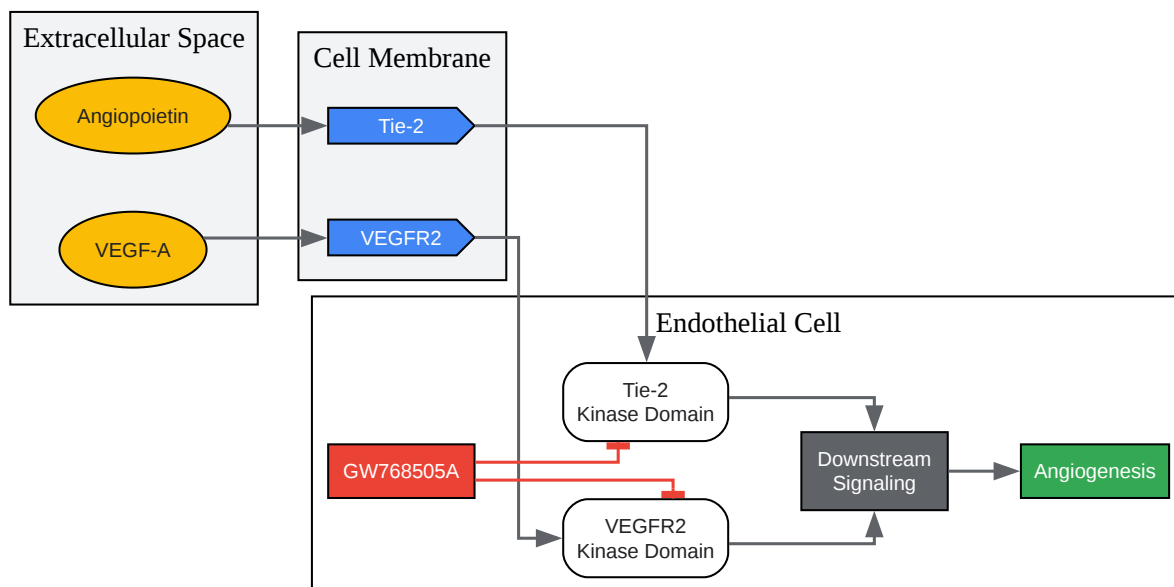 Extracellular Space
Angiopoietin
VEGF-A
Cell Membrane
Tie-2
VEGFR2
Endothelial Cell
Tie-2
Kinase Domain
GW768505A
VEGFR2
Kinase Domain
Downstream
Signaling
Angiogenesis